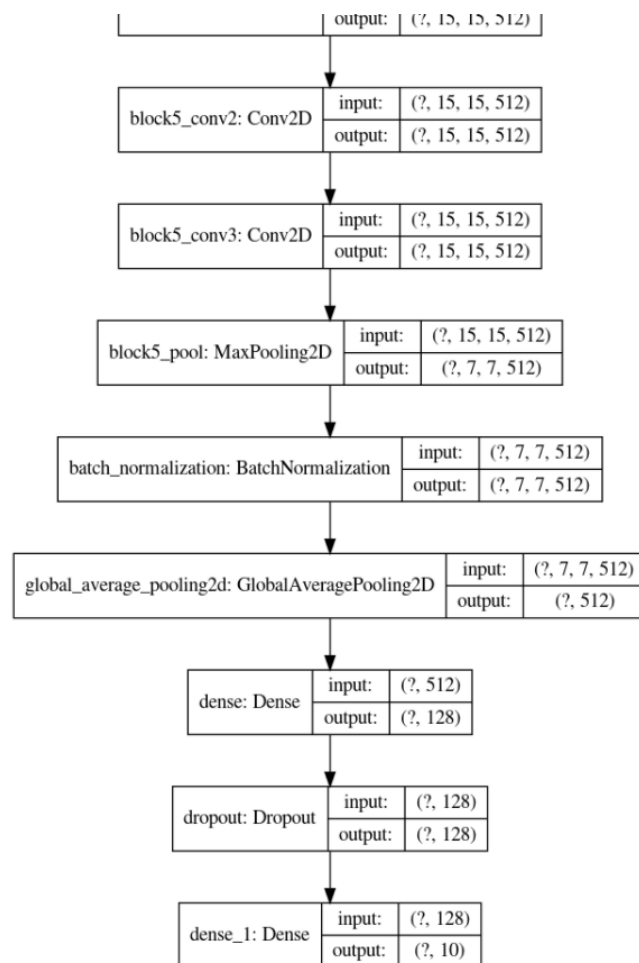 output: (?, 15, 15, 512)
block5_conv2: Conv2D input: (?, 15, 15, 512)
output: (?, 15, 15, 512)
block5_conv3: Conv2D input: (?, 15, 15, 512)
output: (?, 15, 15, 512)
block5_pool: MaxPooling2D input: (?, 15, 15, 512)
output: (?, 7, 7, 512)
batch_normalization: BatchNormalization input: (?, 7, 7, 512)
output: (?, 7, 7, 512)
global_average_pooling2d: GlobalAveragePooling2D input: (?, 7, 7, 512)
output: (?, 512)
dense: Dense input: (?, 512)
output: (?, 128)
dropout: Dropout input: (?, 128)
output: (?, 128)
dense_1: Dense input: (?, 128)
output: (?, 10)